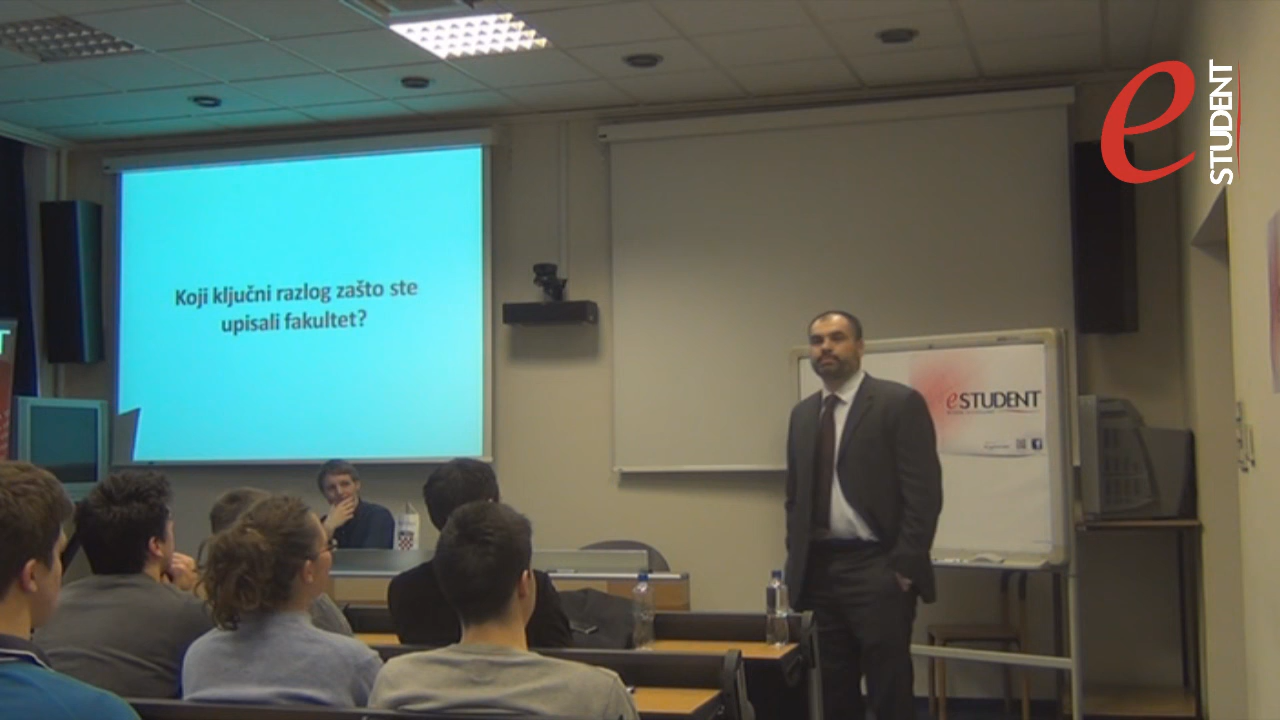 Koji ključni razlog zašto ste
upisali fakultet?
e STUDENT
eSTUDENT